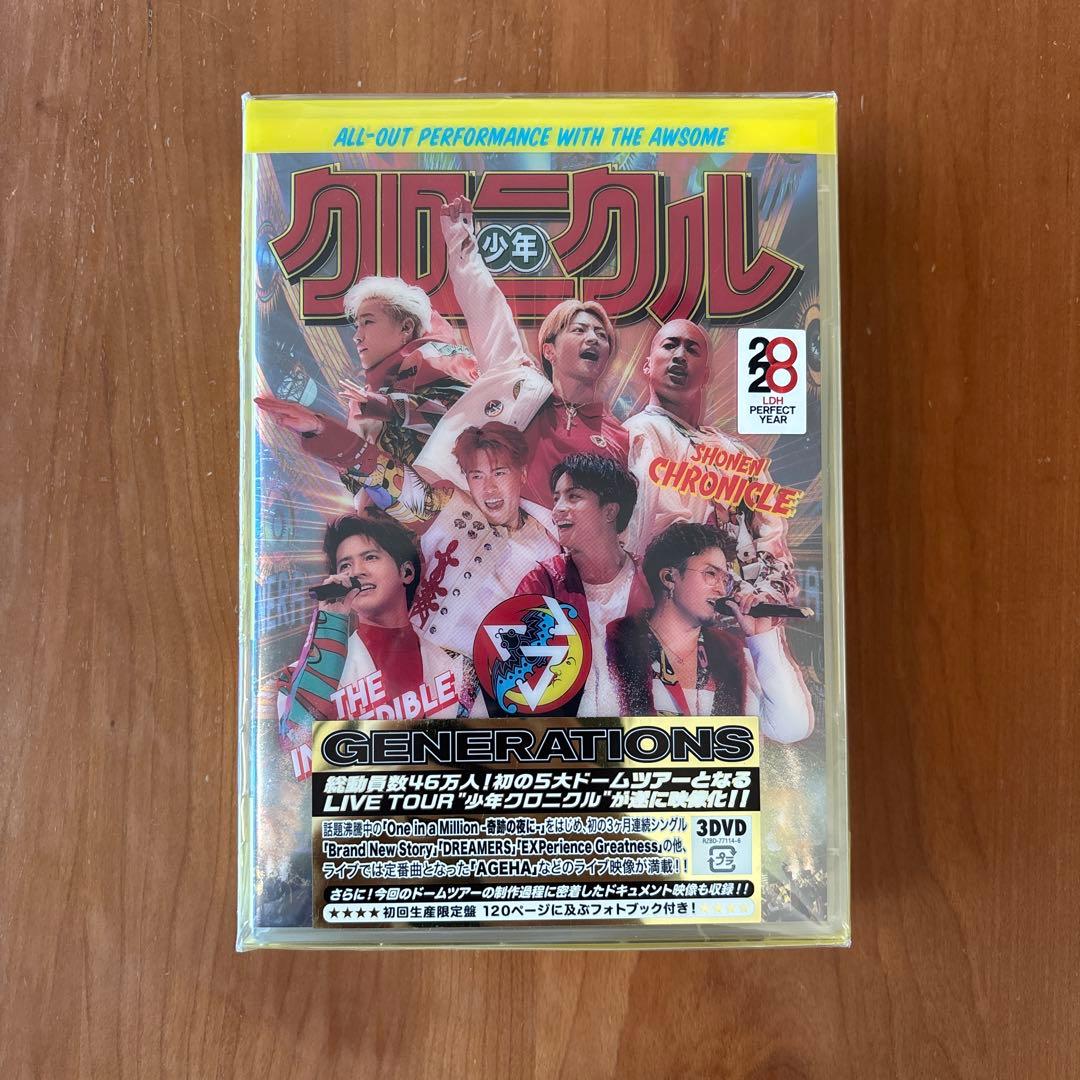 ALL-OUT PERFORMANCE WITH THE AWSOME
少年
クロニクル
2020
LDH
PERFECT
YEAR
SHONEN
CHRONICLE
THE
GENERATIONS
総動員数46万人!初の5大ドームツアーとなる
LIVE TOUR "少年クロニクル"が遂に映像化!!
話題沸騰中の「One in a Million -奇跡の夜に-」をはじめ、初の3ヶ月連続シングル
「Brand New Story」、「DREAMERS」、「EXPerience Greatness」の他、
ライブでは定番曲となった「AGEHA」などのライブ映像が満載!!
3DVD
RZBD-77114~6
プラ
さらに!今回のドームツアーの制作過程に密着したドキュメント映像も収録!!
★★★★初回生産限定盤 120ページに及ぶフォトブック付き!★★★★